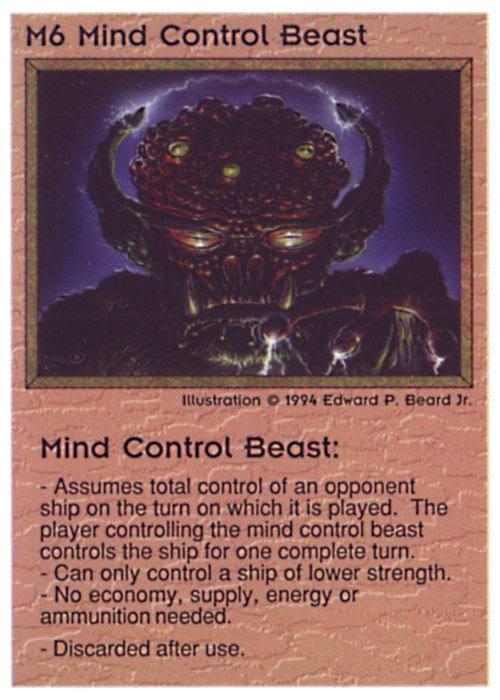 M6 Mind Control Beast
Illustration © 1994 Edward P. Beard Jr.
Mind Control Beast:
- Assumes total control of an opponent
ship on the turn on which it is played. The
player controlling the mind control beast
controls the ship for one complete turn.
- Can only control a ship of lower strength.
- No economy, supply, energy or
ammunition needed.
- Discarded after use.